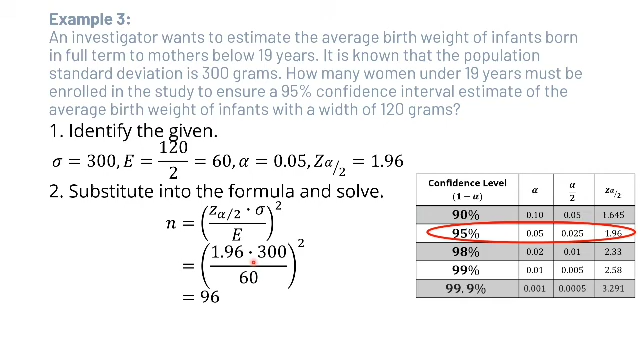 Example 3:
An investigator wants to estimate the average birth weight of infants born
in full term to mothers below 19 years. It is known that the population
standard deviation is 300 grams. How many women under 19 years must be
enrolled in the study to ensure a 95% confidence interval estimate of the
average birth weight of infants with a width of 120 grams?
1. Identify the given.
σ = 300, E = 120/2 = 60, α = 0.05, Zα/2 = 1.96
2. Substitute into the formula and solve.
n = (zα/2 · σ / E)²
= (1.96 · 300 / 60)²
= 96
Confidence Level (1 − α) α α/2 zα/2
90% 0.10 0.05 1.645
95% 0.05 0.025 1.96
98% 0.02 0.01 2.33
99% 0.01 0.005 2.58
99.9% 0.001 0.0005 3.291